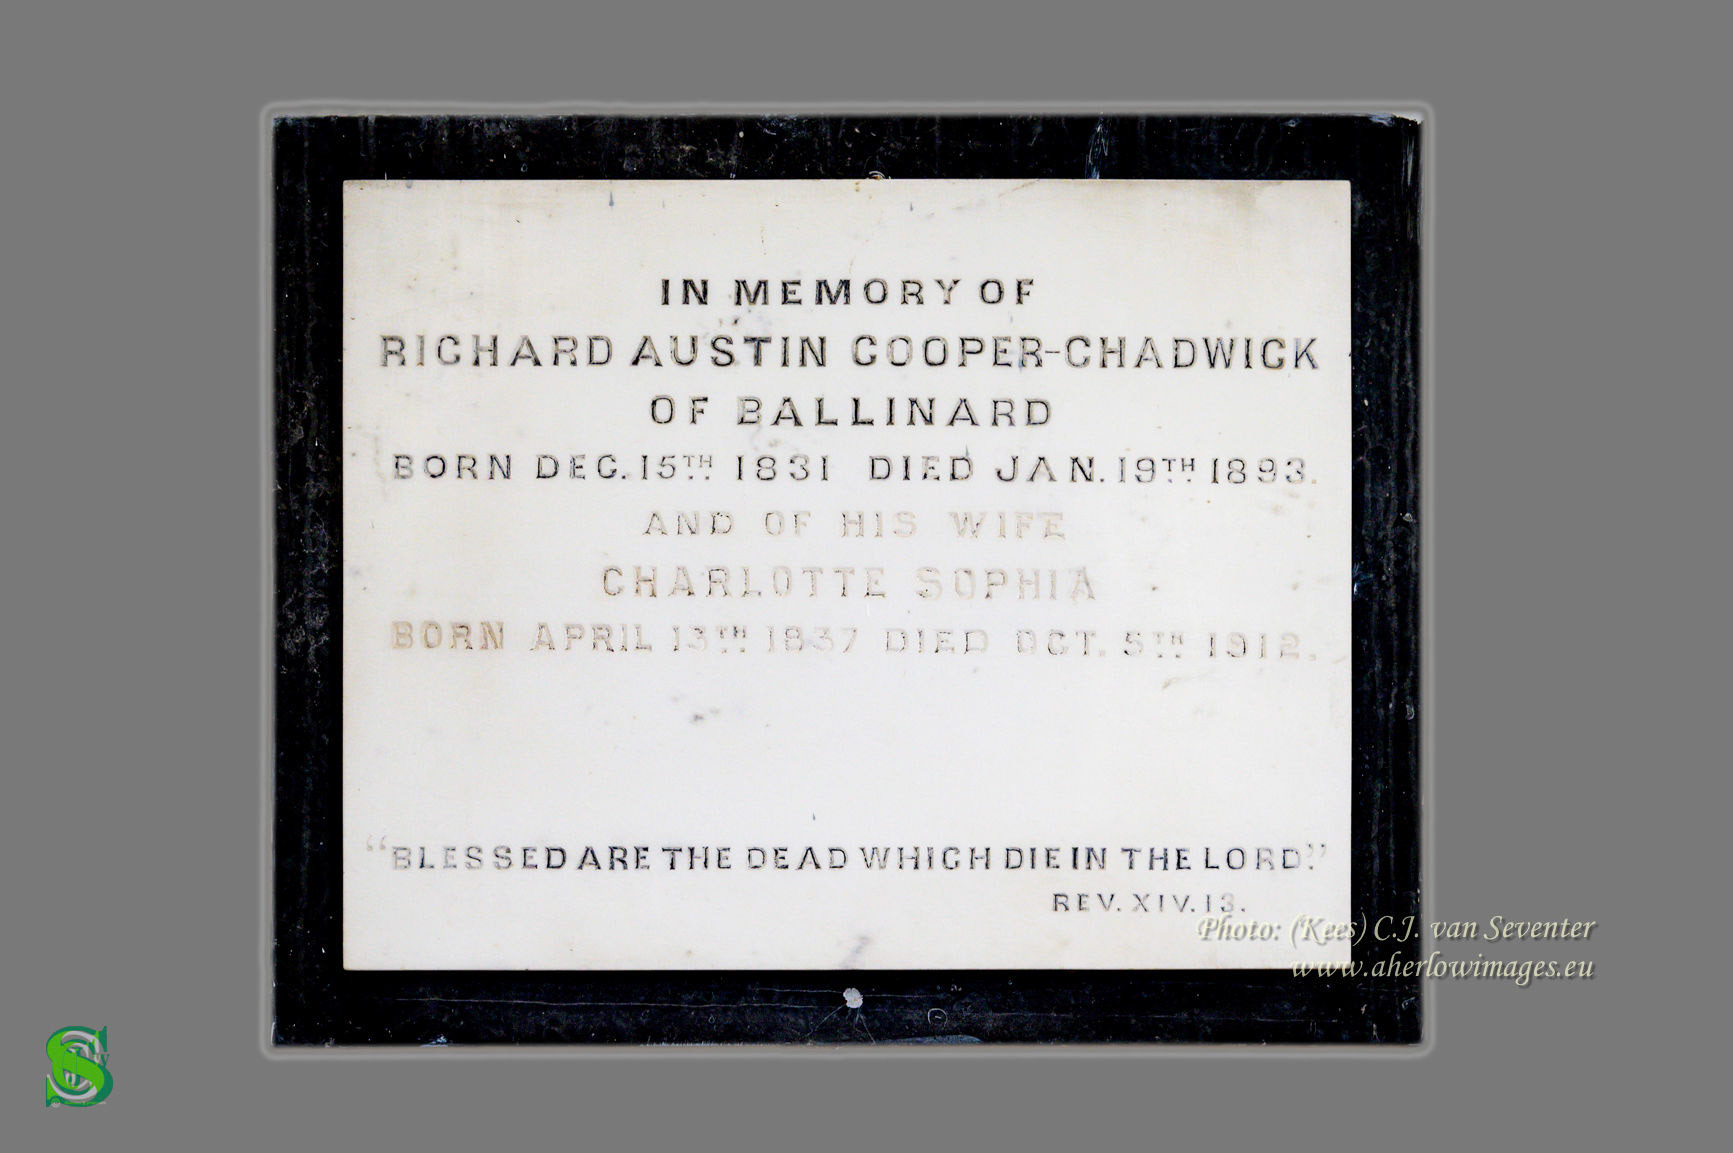 IN MEMORY OF
RICHARD AUSTIN COOPER-CHADWICK
OF BALLINARD
BORN DEC. 15TH 1831 DIED JAN. 19TH 1893.
AND OF HIS WIFE
CHARLOTTE SOPHIA
BORN APRIL 13TH 1837 DIED OCT. 5TH 1912.
“BLESSED ARE THE DEAD WHICH DIE IN THE LORD.”
REV. XIV. 13.
Photo: (Kees) C.J. van Seventer
www.aherlowimages.eu